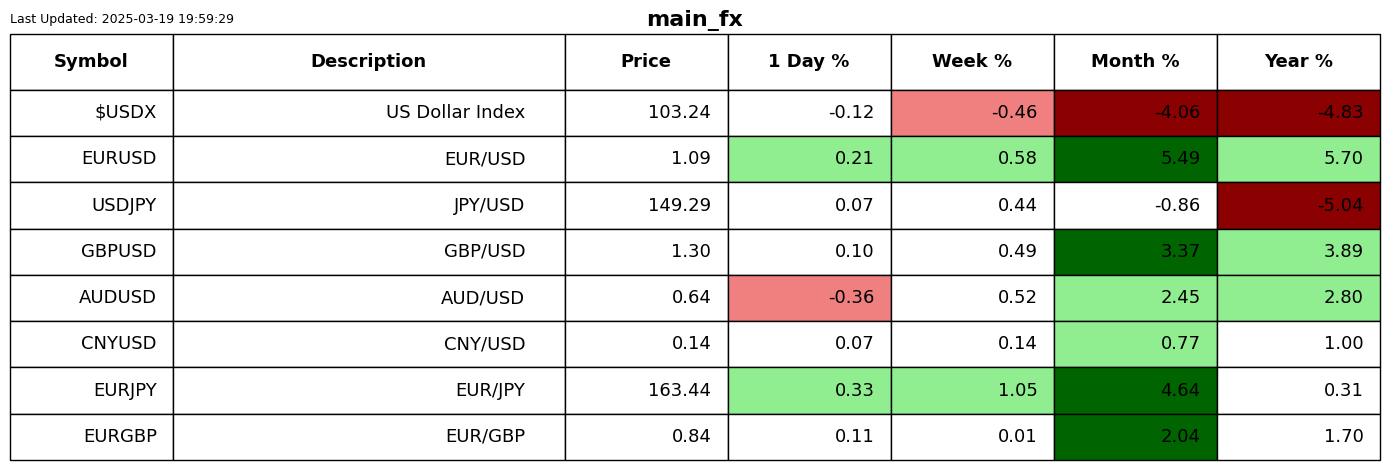 Last Updated: 2025-03-19 19:59:29
main_fx
Symbol Description Price 1 Day % Week % Month % Year %
$USDX US Dollar Index 103.24 -0.12 -0.46 -4.06 -4.83
EURUSD EUR/USD 1.09 0.21 0.58 5.49 5.70
USDJPY JPY/USD 149.29 0.07 0.44 -0.86 -5.04
GBPUSD GBP/USD 1.30 0.10 0.49 3.37 3.89
AUDUSD AUD/USD 0.64 -0.36 0.52 2.45 2.80
CNYUSD CNY/USD 0.14 0.07 0.14 0.77 1.00
EURJPY EUR/JPY 163.44 0.33 1.05 4.64 0.31
EURGBP EUR/GBP 0.84 0.11 0.01 2.04 1.70